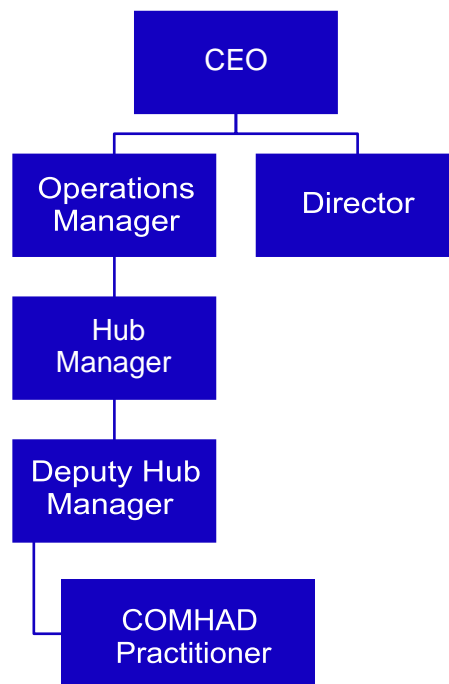 CEO
Operations
Manager
Director
Hub
Manager
Deputy Hub
Manager
COMHAD
Practitioner